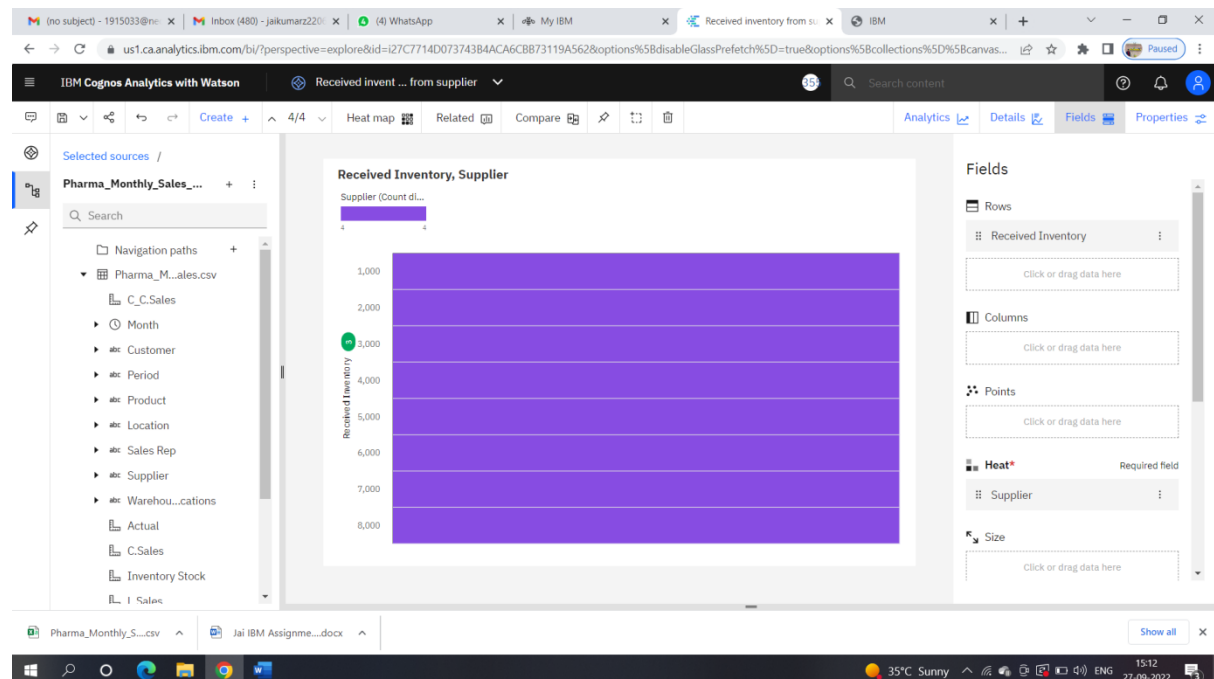 (no subject) - 1915033@ne
Inbox (480) - jaikumarz220
(4) WhatsApp
My IBM
Received inventory from su
IBM
us1.ca.analytics.ibm.com/bi/?perspective=explore&id=i27C7714D073743B4ACA6CBB73119A562&options%5BdisableGlassPrefetch%5D=true&options%5Bcollections%5D%5Bcanvas...
Paused
IBM Cognos Analytics with Watson
Received invent ... from supplier
Search content
Create +
4/4
Heat map
Related
Compare
Analytics
Details
Fields
Properties
Selected sources /
Pharma_Monthly_Sales_...
Search
Navigation paths +
Pharma_M...ales.csv
C_C.Sales
Month
abc Customer
abc Period
abc Product
abc Location
abc Sales Rep
abc Supplier
abc Warehou...cations
Actual
C.Sales
Inventory Stock
I_Sales
Received Inventory, Supplier
Supplier (Count di...
4 4
Received Inventory
1,000
2,000
3,000
4,000
5,000
6,000
7,000
8,000
Fields
Rows
Received Inventory
Click or drag data here
Columns
Click or drag data here
Points
Click or drag data here
Heat* Required field
Supplier
Size
Click or drag data here
Pharma_Monthly_S....csv
Jai IBM Assignme....docx
Show all
35°C Sunny
ENG
15:12
27-09-2022